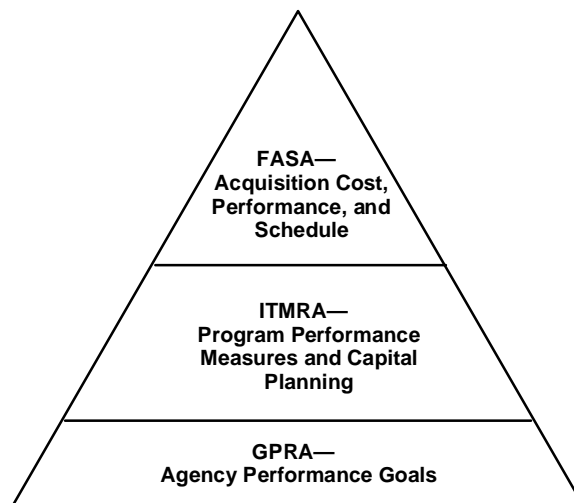 FASA—
Acquisition Cost,
Performance, and
Schedule
ITMRA—
Program Performance
Measures and Capital
Planning
GPRA—
Agency Performance Goals